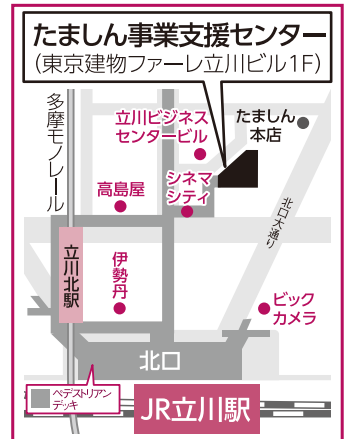 たましん事業支援センター
(東京建物ファーレ立川ビル1F)
多摩モノレール
立川ビジネス
センタービル
たましん
本店
高島屋
シネマ
シティ
北口大通り
立川北駅
伊勢丹
ビック
カメラ
北口
ペデストリアン
デッキ
JR立川駅